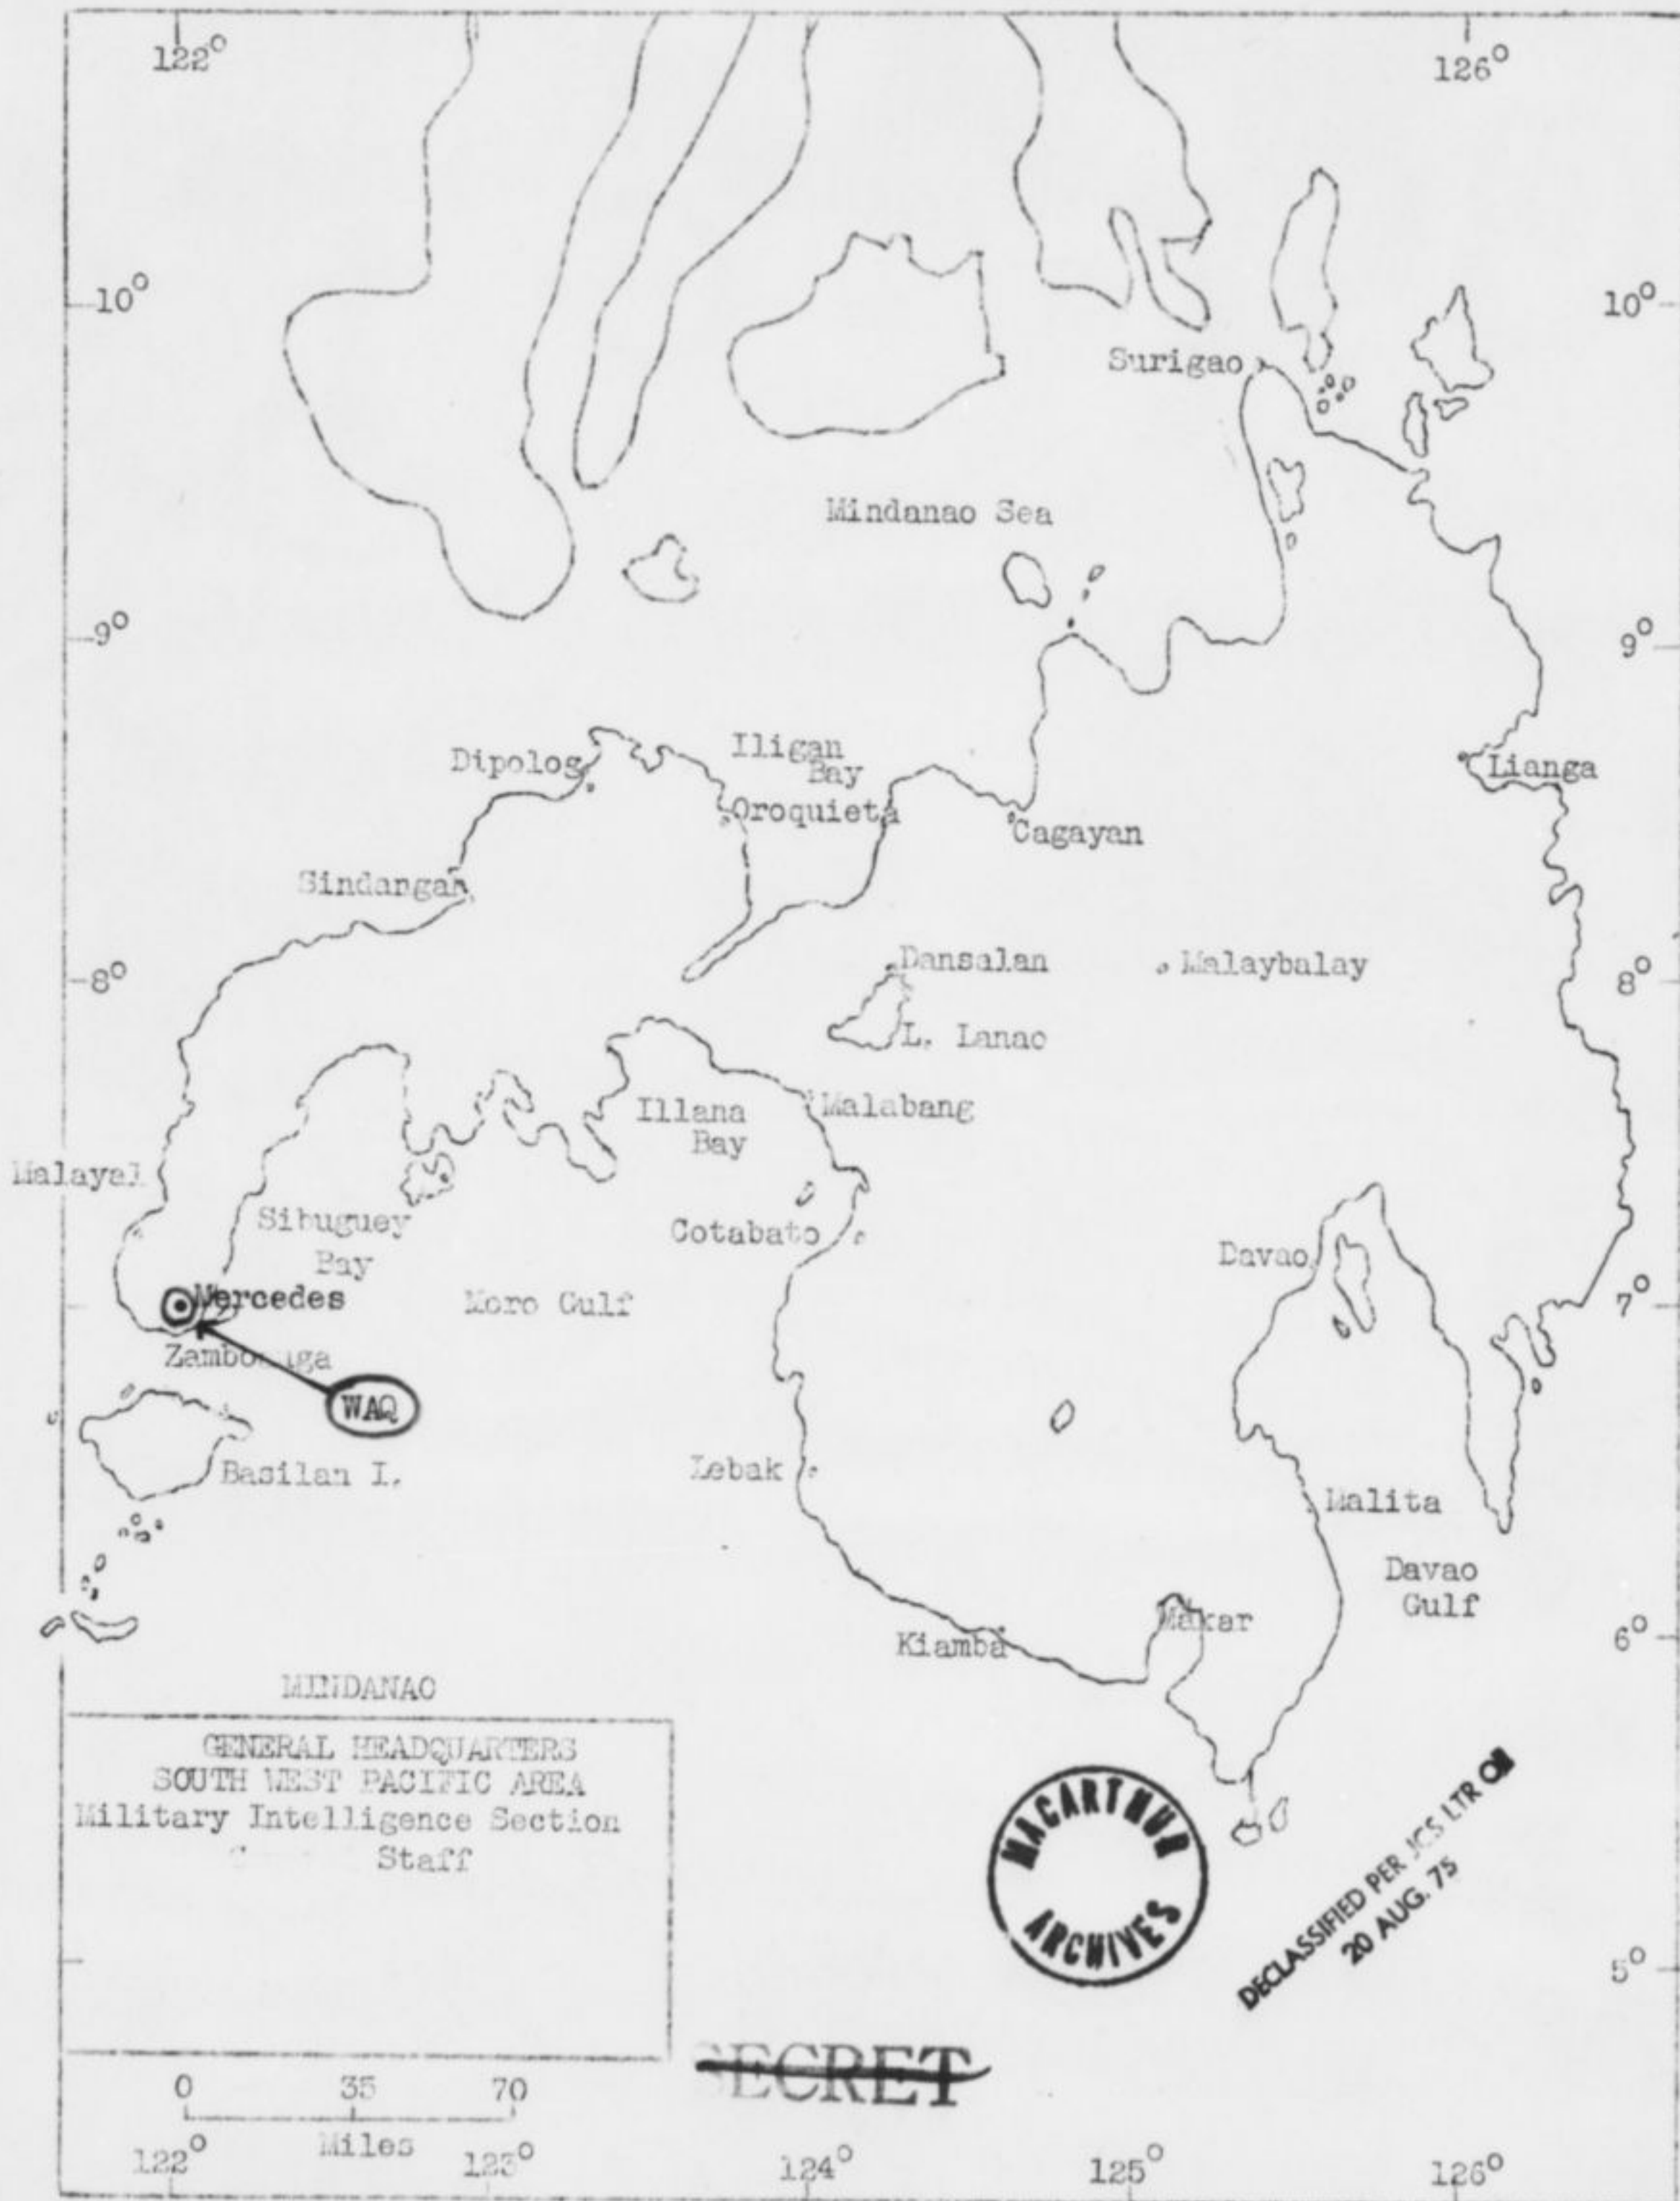 122° 126°
10° 10°
Surigao
Mindanao Sea
9° 9°
Dipolog
Iligan
Bay
Lianga
Oroquieta
Cagayan
Sindangan
Dansalan
Malaybalay
8° 8°
L. Lanao
Illana
Bay
Malabang
Malayal
Sibuguey
Bay
Cotabato
Davao
Mercedes
Moro Gulf
7°
WAQ
Basilan I.
Lebak
Malita
Davao
Gulf
Makar
Kiamba
6°
MINDANAO
GENERAL HEADQUARTERS
SOUTH WEST PACIFIC AREA
Military Intelligence Section
Staff
MACARTHUR
ARCHIVES
DECLASSIFIED PER JCS LTR OF
20 AUG. 75
5°
SECRET
0 35 70
Miles
122° 123° 124° 125° 126°